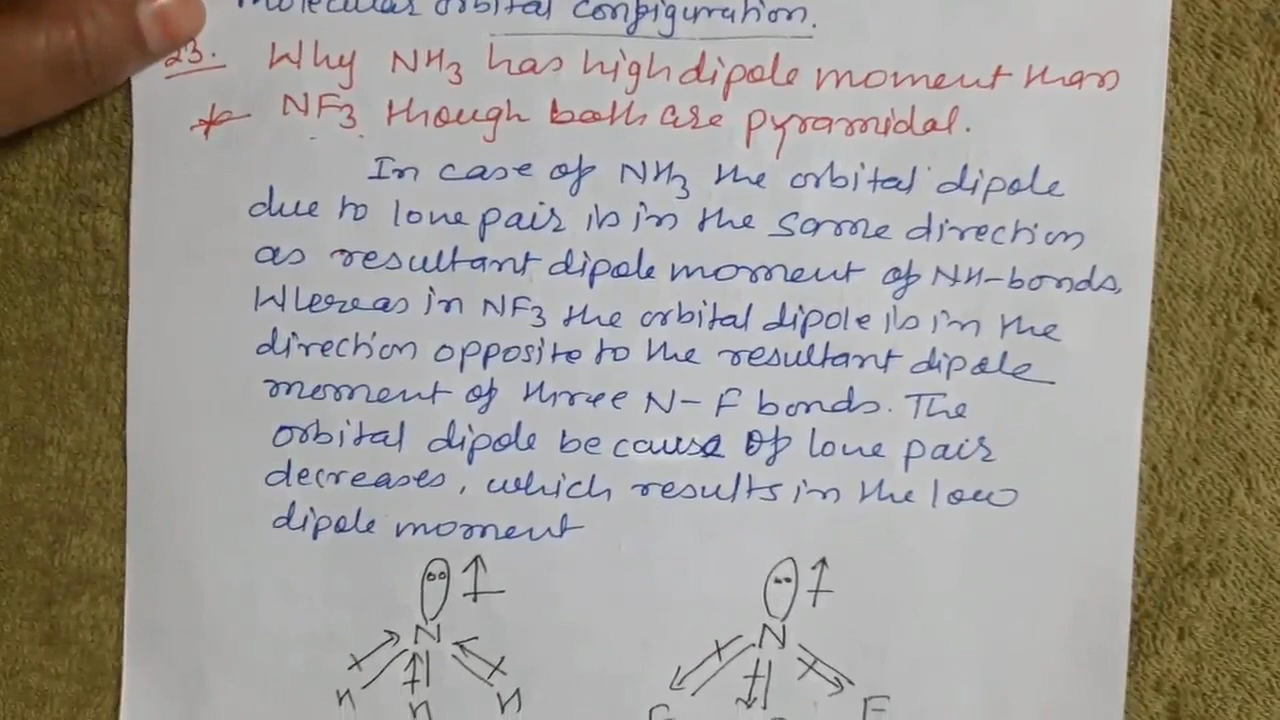 molecular orbital configuration.
23. Why NH3 has high dipole moment than
* NF3 though both are pyramidal.
In case of NH3 the orbital dipole
due to lone pair is in the same direction
as resultant dipole moment of NH-bonds,
Whereas in NF3 the orbital dipole is in the
direction opposite to the resultant dipole
moment of three N-F bonds. The
orbital dipole because of lone pair
decreases, which results in the low
dipole moment
N N
H H H F F